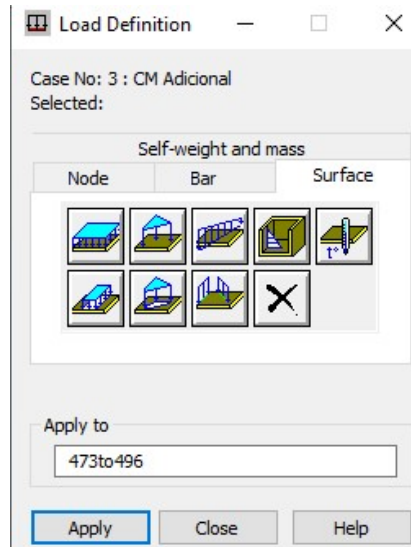 Load Definition
Case No: 3 : CM Adicional
Selected:
Self-weight and mass
Node Bar Surface
t°
Apply to
473to496
Apply Close Help